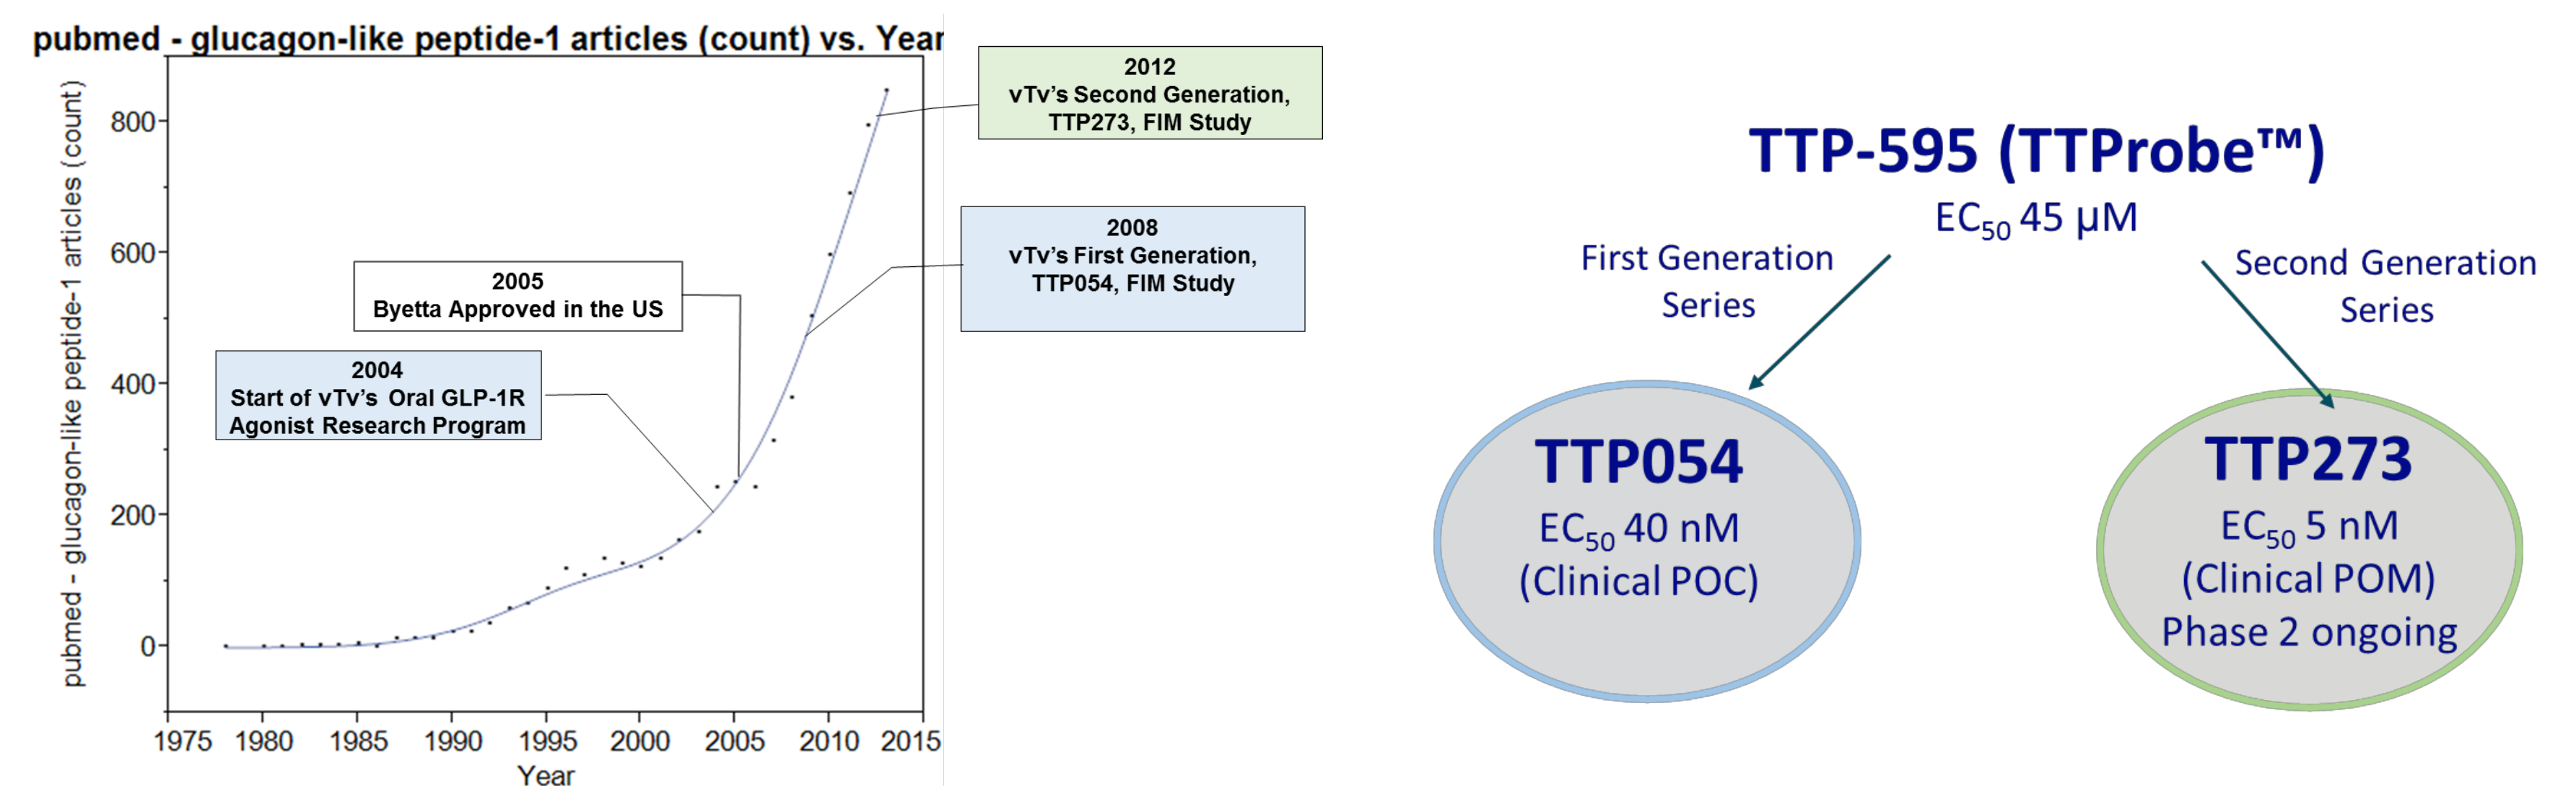 pubmed - glucagon-like peptide-1 articles (count) vs. Year
pubmed - glucagon-like peptide-1 articles (count)
800
600
400
200
0
1975 1980 1985 1990 1995 2000 2005 2010 2015
Year
2012
vTv's Second Generation,
TTP273, FIM Study
2008
vTv's First Generation,
TTP054, FIM Study
2005
Byetta Approved in the US
2004
Start of vTv's Oral GLP-1R
Agonist Research Program
TTP-595 (TTProbe™)
EC50 45 µM
First Generation
Series
Second Generation
Series
TTP054
EC50 40 nM
(Clinical POC)
TTP273
EC50 5 nM
(Clinical POM)
Phase 2 ongoing